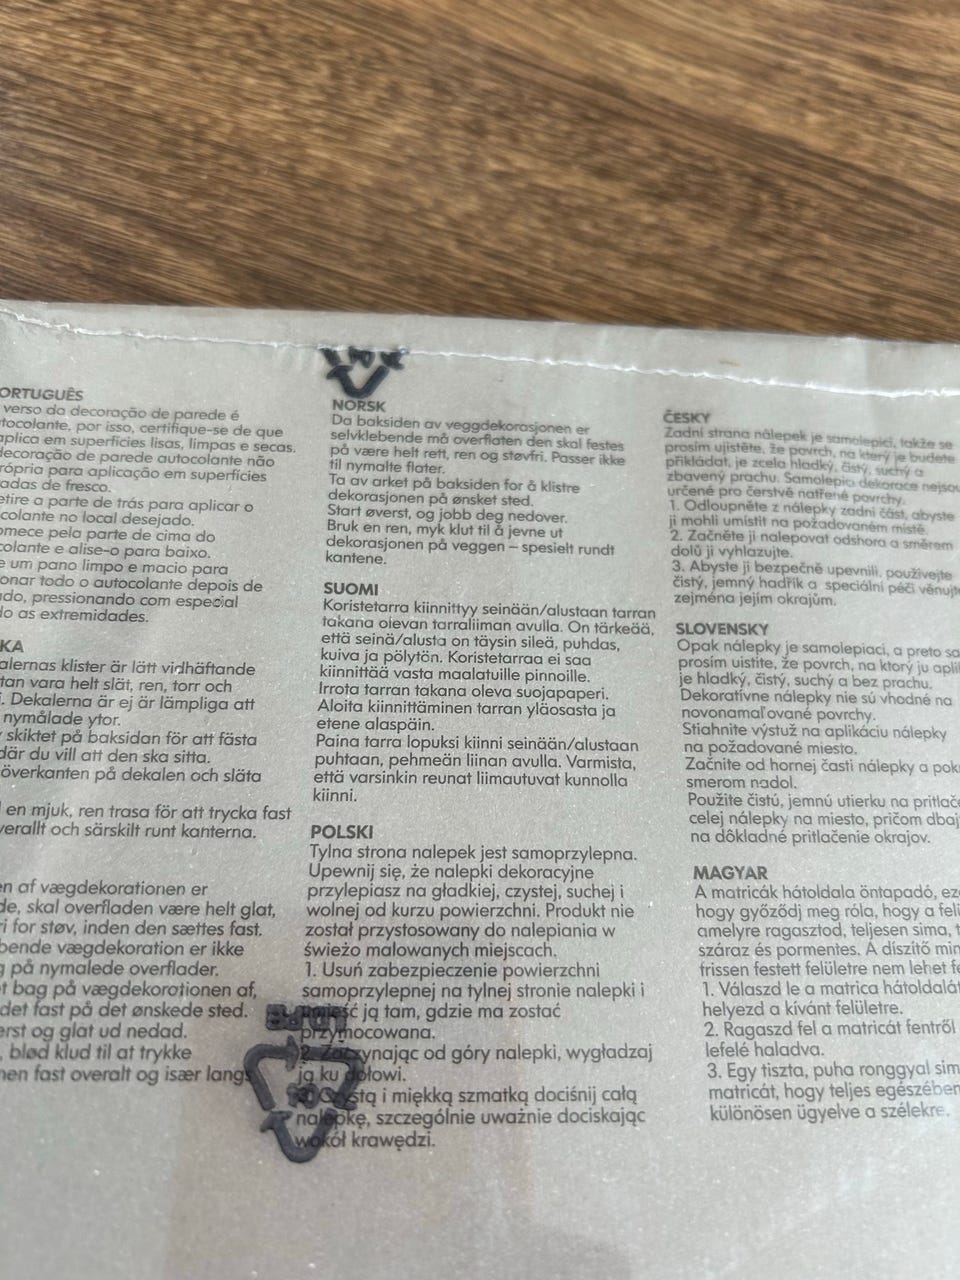 ORTUGUÊS
verso da decoração de parede é
tocolante, por isso, certifique-se de que
aplica em superfícies lisas, limpas e secas.
decoração de parede autocolante não
rópria para aplicação em superfícies
adas de fresco.
etire a parte de trás para aplicar o
colante no local desejado.
omece pela parte de cima do
colante e alise-o para baixo.
e um pano limpo e macio para
onar todo o autocolante depois de
ado, pressionando com especial
do as extremidades.
KA
alernas klister är lätt vidhäftande
tan vara helt slät, ren, torr och
. Dekalerna är ej är lämpliga att
nymålade ytor.
skiktet på baksidan för att fästa
där du vill att den ska sitta.
överkanten på dekalen och släta
en mjuk, ren trasa för att trycka fast
verallt och särskilt runt kanterna.
en af vægdekorationen er
de, skal overfladen være helt glat,
ri for støv, inden den sættes fast.
bende vægdekoration er ikke
g på nymalede overflader.
t bag på vægdekorationen af,
det fast på det ønskede sted.
erst og glat ud nedad.
, blød klud til at trykke
nen fast overalt og især langs
NORSK
Da baksiden av veggdekorasjonen er
selvklebende må overflaten den skal festes
på være helt rett, ren og støvfri. Passer ikke
til nymalte flater.
Ta av arket på baksiden for å klistre
dekorasjonen på ønsket sted.
Start øverst, og jobb deg nedover.
Bruk en ren, myk klut til å jevne ut
dekorasjonen på veggen – spesielt rundt
kantene.
SUOMI
Koristetarra kiinnittyy seinään/alustaan tarran
takana olevan tarraliiman avulla. On tärkeää,
että seinä/alusta on täysin sileä, puhdas,
kuiva ja pölytön. Koristetarraa ei saa
kiinnittää vasta maalatuille pinnoille.
Irrota tarran takana oleva suojapaperi.
Aloita kiinnittäminen tarran yläosasta ja
etene alaspäin.
Paina tarra lopuksi kiinni seinään/alustaan
puhtaan, pehmeän liinan avulla. Varmista,
että varsinkin reunat liimautuvat kunnolla
kiinni.
POLSKI
Tylna strona nalepek jest samoprzylepna.
Upewnij się, że nalepki dekoracyjne
przylepiasz na gładkiej, czystej, suchej i
wolnej od kurzu powierzchni. Produkt nie
został przystosowany do nalepiania w
świeżo malowanych miejscach.
1. Usuń zabezpieczenie powierzchni
samoprzylepnej na tylnej stronie nalepki i
umieść ją tam, gdzie ma zostać
przymocowana.
2. Zaczynając od góry nalepki, wygładzaj
ją ku dołowi.
3. Czystą i miękką szmatką dociśnij całą
nalepkę, szczególnie uważnie dociskając
wokół krawędzi.
ČESKY
Zadní strana nálepek je samolepicí, takže se
prosím ujistěte, že povrch, na který je budete
přikládat, je zcela hladký, čistý, suchý a
zbavený prachu. Samolepicí dekorace nejsou
určené pro čerstvě natřené povrchy.
1. Odloupněte z nálepky zadní část, abyste
ji mohli umístit na požadovaném místě.
2. Začněte ji nalepovat odshora a směrem
dolů ji vyhlazujte.
3. Abyste ji bezpečně upevnili, používejte
čistý, jemný hadřík a speciální péči věnujte
zejména jejím okrajům.
SLOVENSKY
Opak nálepky je samolepiaci, a preto sa
prosím uistite, že povrch, na ktorý ju apli
je hladký, čistý, suchý a bez prachu.
Dekoratívne nálepky nie sú vhodné na
novonamaľované povrchy.
Stiahnite výstuž na aplikáciu nálepky
na požadované miesto.
Začnite od hornej časti nálepky a pok
smerom nadol.
Použite čistú, jemnú utierku na pritlače
celej nálepky na miesto, pričom dbaj
na dôkladné pritlačenie okrajov.
MAGYAR
A matricák hátoldala öntapadó, ezé
hogy győződj meg róla, hogy a felü
amelyre ragasztod, teljesen sima, t
száraz és pormentes. A díszítő min
frissen festett felületre nem lehet fe
1. Válaszd le a matrica hátoldalát
helyezd a kívánt felületre.
2. Ragaszd fel a matricát fentről
lefelé haladva.
3. Egy tiszta, puha ronggyal sim
matricát, hogy teljes egészében
különösen ügyelve a szélekre.